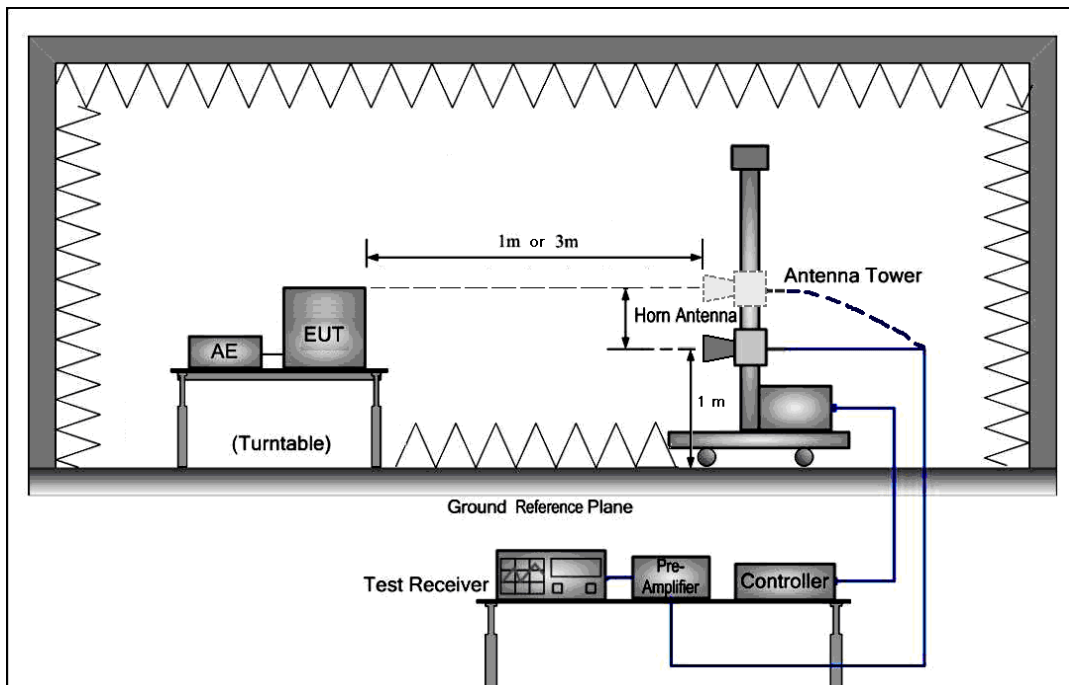 1m or 3m
Antenna Tower
Horn Antenna
EUT
AE
1 m
(Turntable)
Ground Reference Plane
Test Receiver
Pre-
Amplifier
Controller